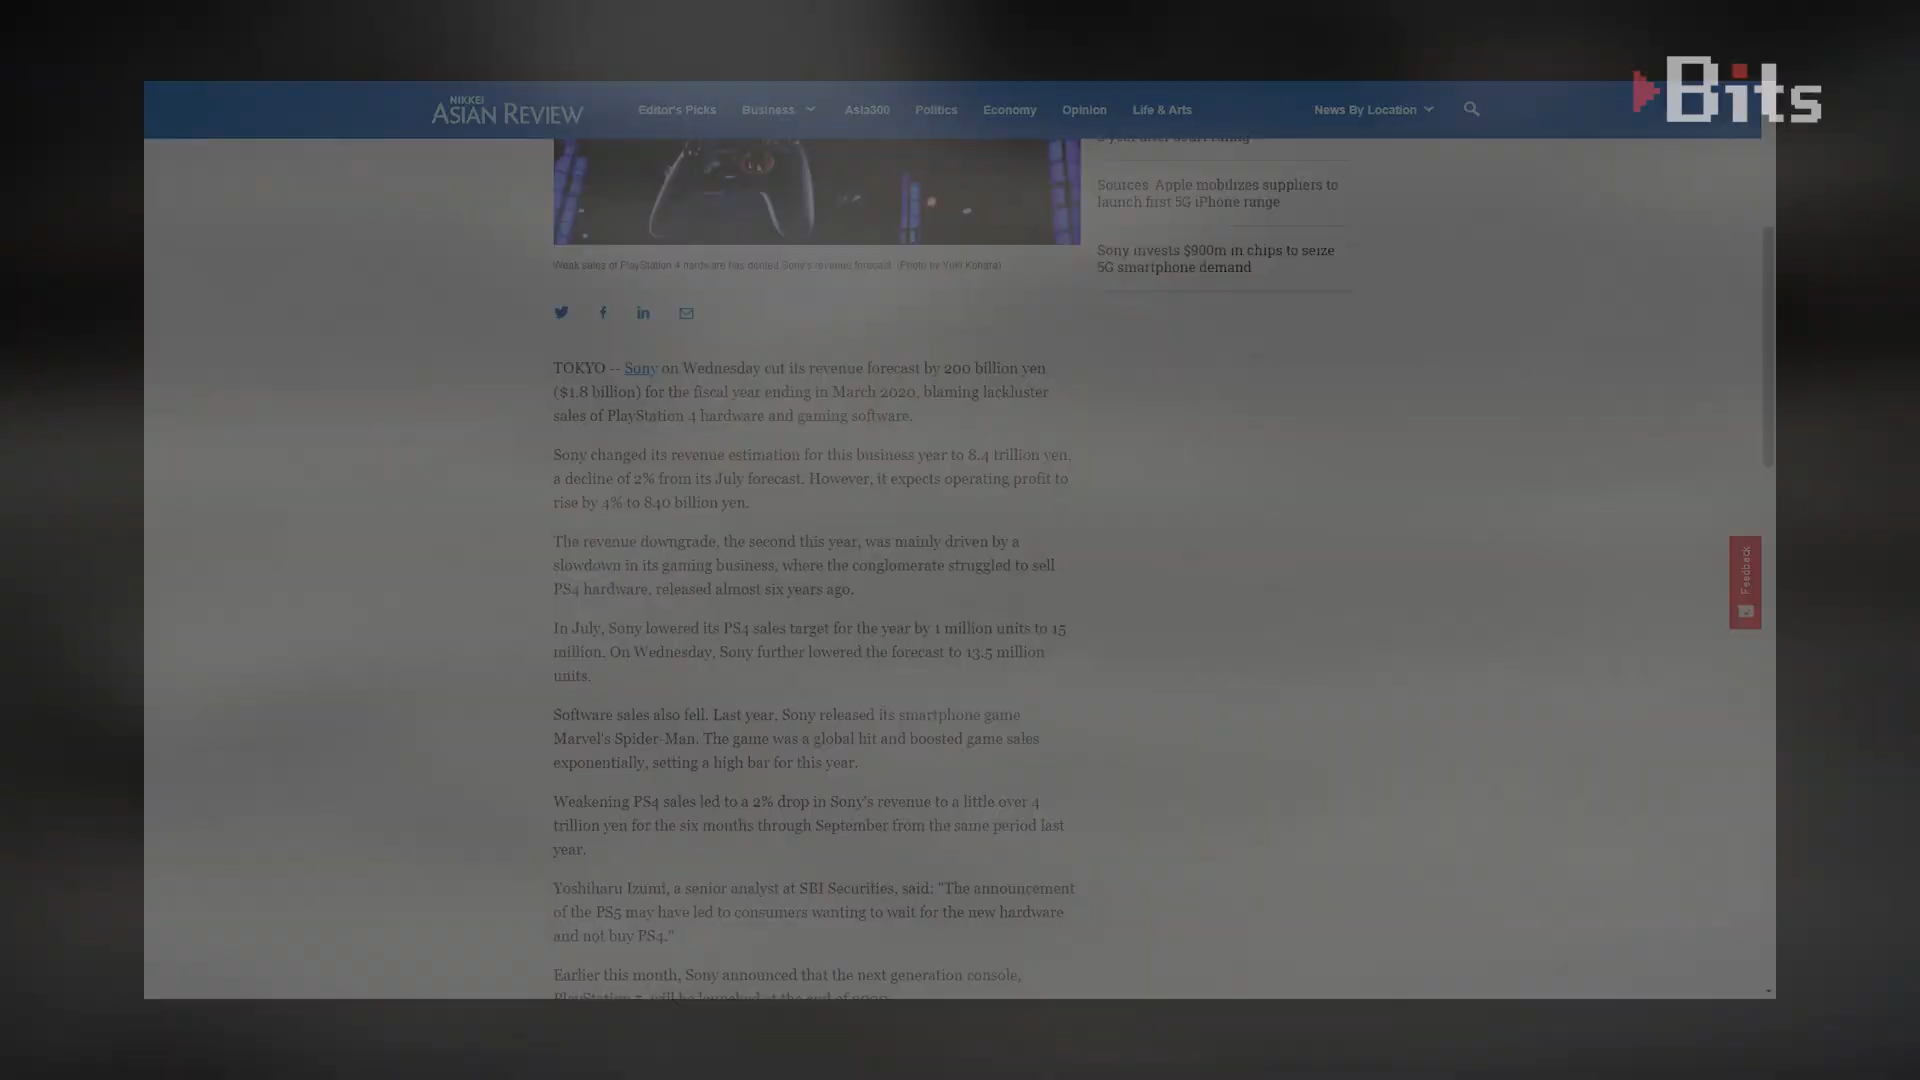 Bits
NIKKEI
ASIAN REVIEW
Editor's Picks
Business
Asia300
Politics
Economy
Opinion
Life & Arts
News By Location
Sources: Apple mobilizes suppliers to
launch first 5G iPhone range
Sony invests $900m in chips to seize
5G smartphone demand
Weak sales of PlayStation 4 hardware has dented Sony's revenue forecast. (Photo by Yuki Kohara)
TOKYO -- Sony on Wednesday cut its revenue forecast by 200 billion yen
($1.8 billion) for the fiscal year ending in March 2020, blaming lackluster
sales of PlayStation 4 hardware and gaming software.
Sony changed its revenue estimation for this business year to 8.4 trillion yen,
a decline of 2% from its July forecast. However, it expects operating profit to
rise by 4% to 840 billion yen.
The revenue downgrade, the second this year, was mainly driven by a
slowdown in its gaming business, where the conglomerate struggled to sell
PS4 hardware, released almost six years ago.
In July, Sony lowered its PS4 sales target for the year by 1 million units to 15
million. On Wednesday, Sony further lowered the forecast to 13.5 million
units.
Software sales also fell. Last year, Sony released its smartphone game
Marvel's Spider-Man. The game was a global hit and boosted game sales
exponentially, setting a high bar for this year.
Weakening PS4 sales led to a 2% drop in Sony's revenue to a little over 4
trillion yen for the six months through September from the same period last
year.
Yoshiharu Izumi, a senior analyst at SBI Securities, said: "The announcement
of the PS5 may have led to consumers wanting to wait for the new hardware
and not buy PS4."
Earlier this month, Sony announced that the next generation console,
Feedback